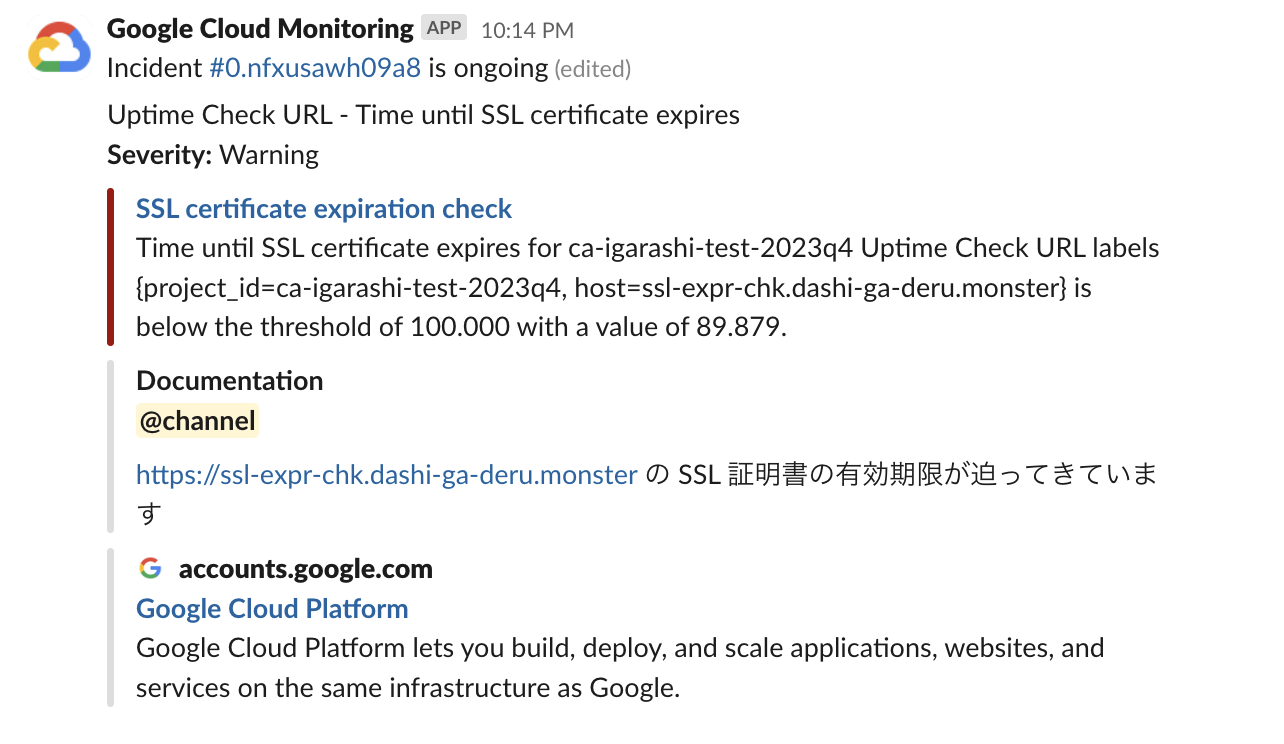 Google Cloud Monitoring APP 10:14 PM
Incident #0.nfxusawh09a8 is ongoing (edited)
Uptime Check URL - Time until SSL certificate expires
Severity: Warning
SSL certificate expiration check
Time until SSL certificate expires for ca-igarashi-test-2023q4 Uptime Check URL labels
{project_id=ca-igarashi-test-2023q4, host=ssl-expr-chk.dashi-ga-deru.monster} is
below the threshold of 100.000 with a value of 89.879.
Documentation
@channel
https://ssl-expr-chk.dashi-ga-deru.monster の SSL 証明書の有効期限が迫ってきていま
す
accounts.google.com
Google Cloud Platform
Google Cloud Platform lets you build, deploy, and scale applications, websites, and
services on the same infrastructure as Google.